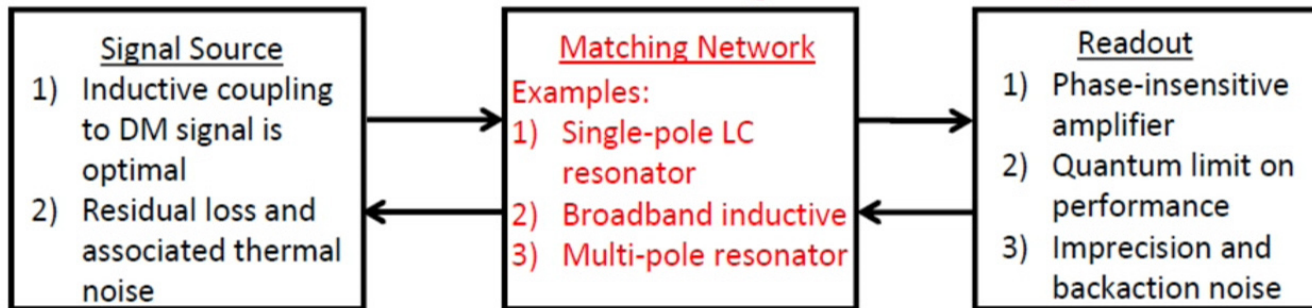 Signal Source
1) Inductive coupling
to DM signal is
optimal
2) Residual loss and
associated thermal
noise
Matching Network
Examples:
1) Single-pole LC
resonator
2) Broadband inductive
3) Multi-pole resonator
Readout
1) Phase-insensitive
amplifier
2) Quantum limit on
performance
3) Imprecision and
backaction noise